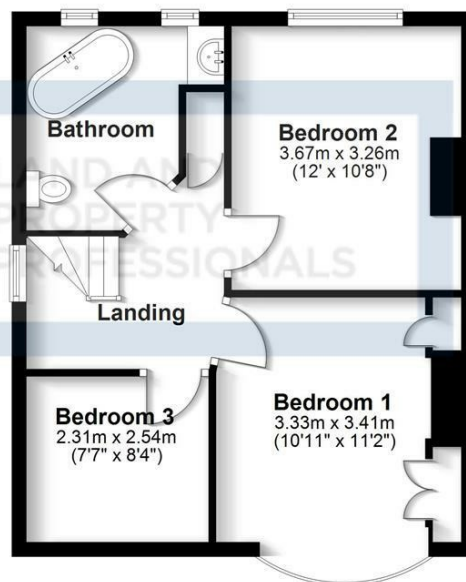 Bathroom
Bedroom 2
3.67m x 3.26m
(12' x 10'8")
LAND AND
PROPERTY
PROFESSIONALS
Landing
Bedroom 3
2.31m x 2.54m
(7'7" x 8'4")
Bedroom 1
3.33m x 3.41m
(10'11" x 11'2")